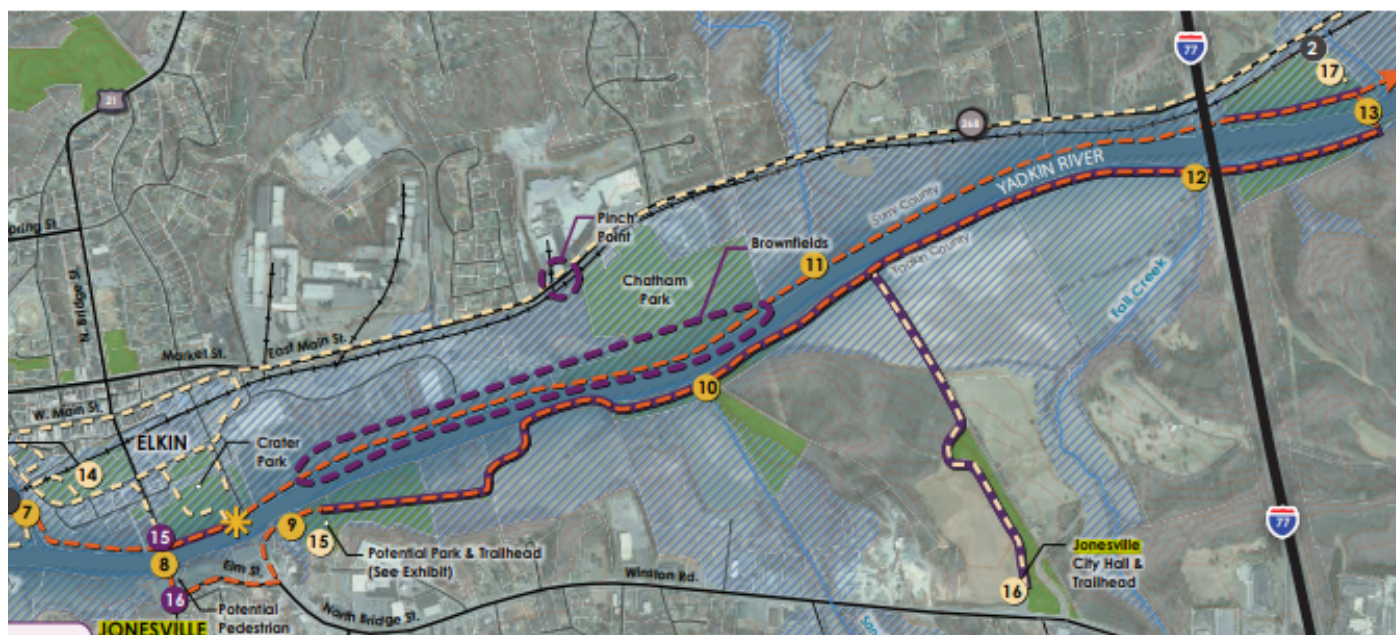 77
2
17
21
268
13
YADKIN RIVER
12
Surry County
Yadkin County
Pinch
Point
Brownfields
11
Chatham
Park
Fall Creek
N. Bridge St.
Market St.
East Main St.
W. Main St.
10
ELKIN
Crater
Park
14
7
15
9
15
8
Potential Park & Trailhead
(See Exhibit)
Elm St.
Winston Rd.
Jonesville
City Hall &
Trailhead
77
16
16
North Bridge St.
Potential
Pedestrian
JONESVILLE